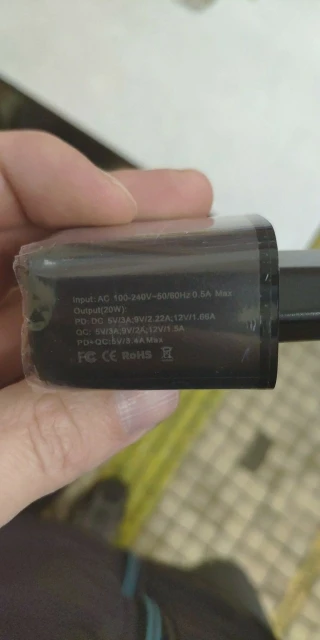 Input: AC 100-240V~50/60Hz 0.5A Max
Output(20W):
PD: DC 5V/3A;9V/2.22A;12V/1.66A
QC: 5V/3A;9V/2A;12V/1.5A
PD+QC:5V/3.4A Max
FC CE RoHS